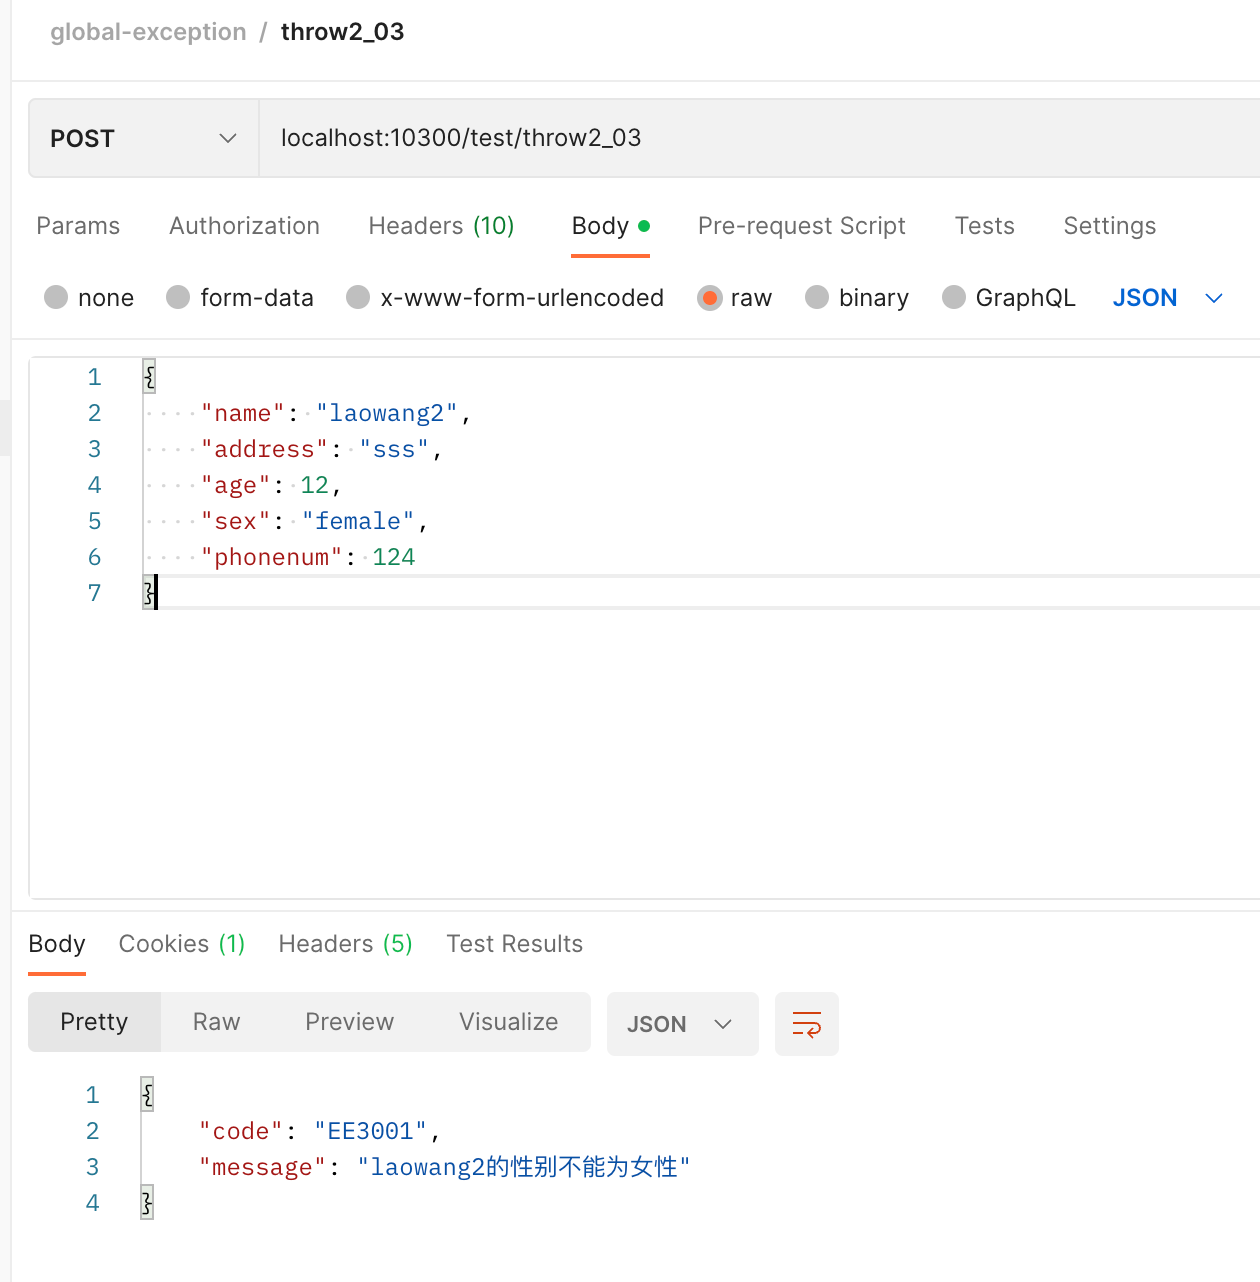 global-exception / throw2_03
POST localhost:10300/test/throw2_03
Params Authorization Headers (10) Body Pre-request Script Tests Settings
none form-data x-www-form-urlencoded raw binary GraphQL JSON
1 {
2 "name": "laowang2",
3 "address": "sss",
4 "age": 12,
5 "sex": "female",
6 "phonenum": 124
7 }
Body Cookies (1) Headers (5) Test Results
Pretty Raw Preview Visualize JSON
1 {
2 "code": "EE3001",
3 "message": "laowang2的性别不能为女性"
4 }